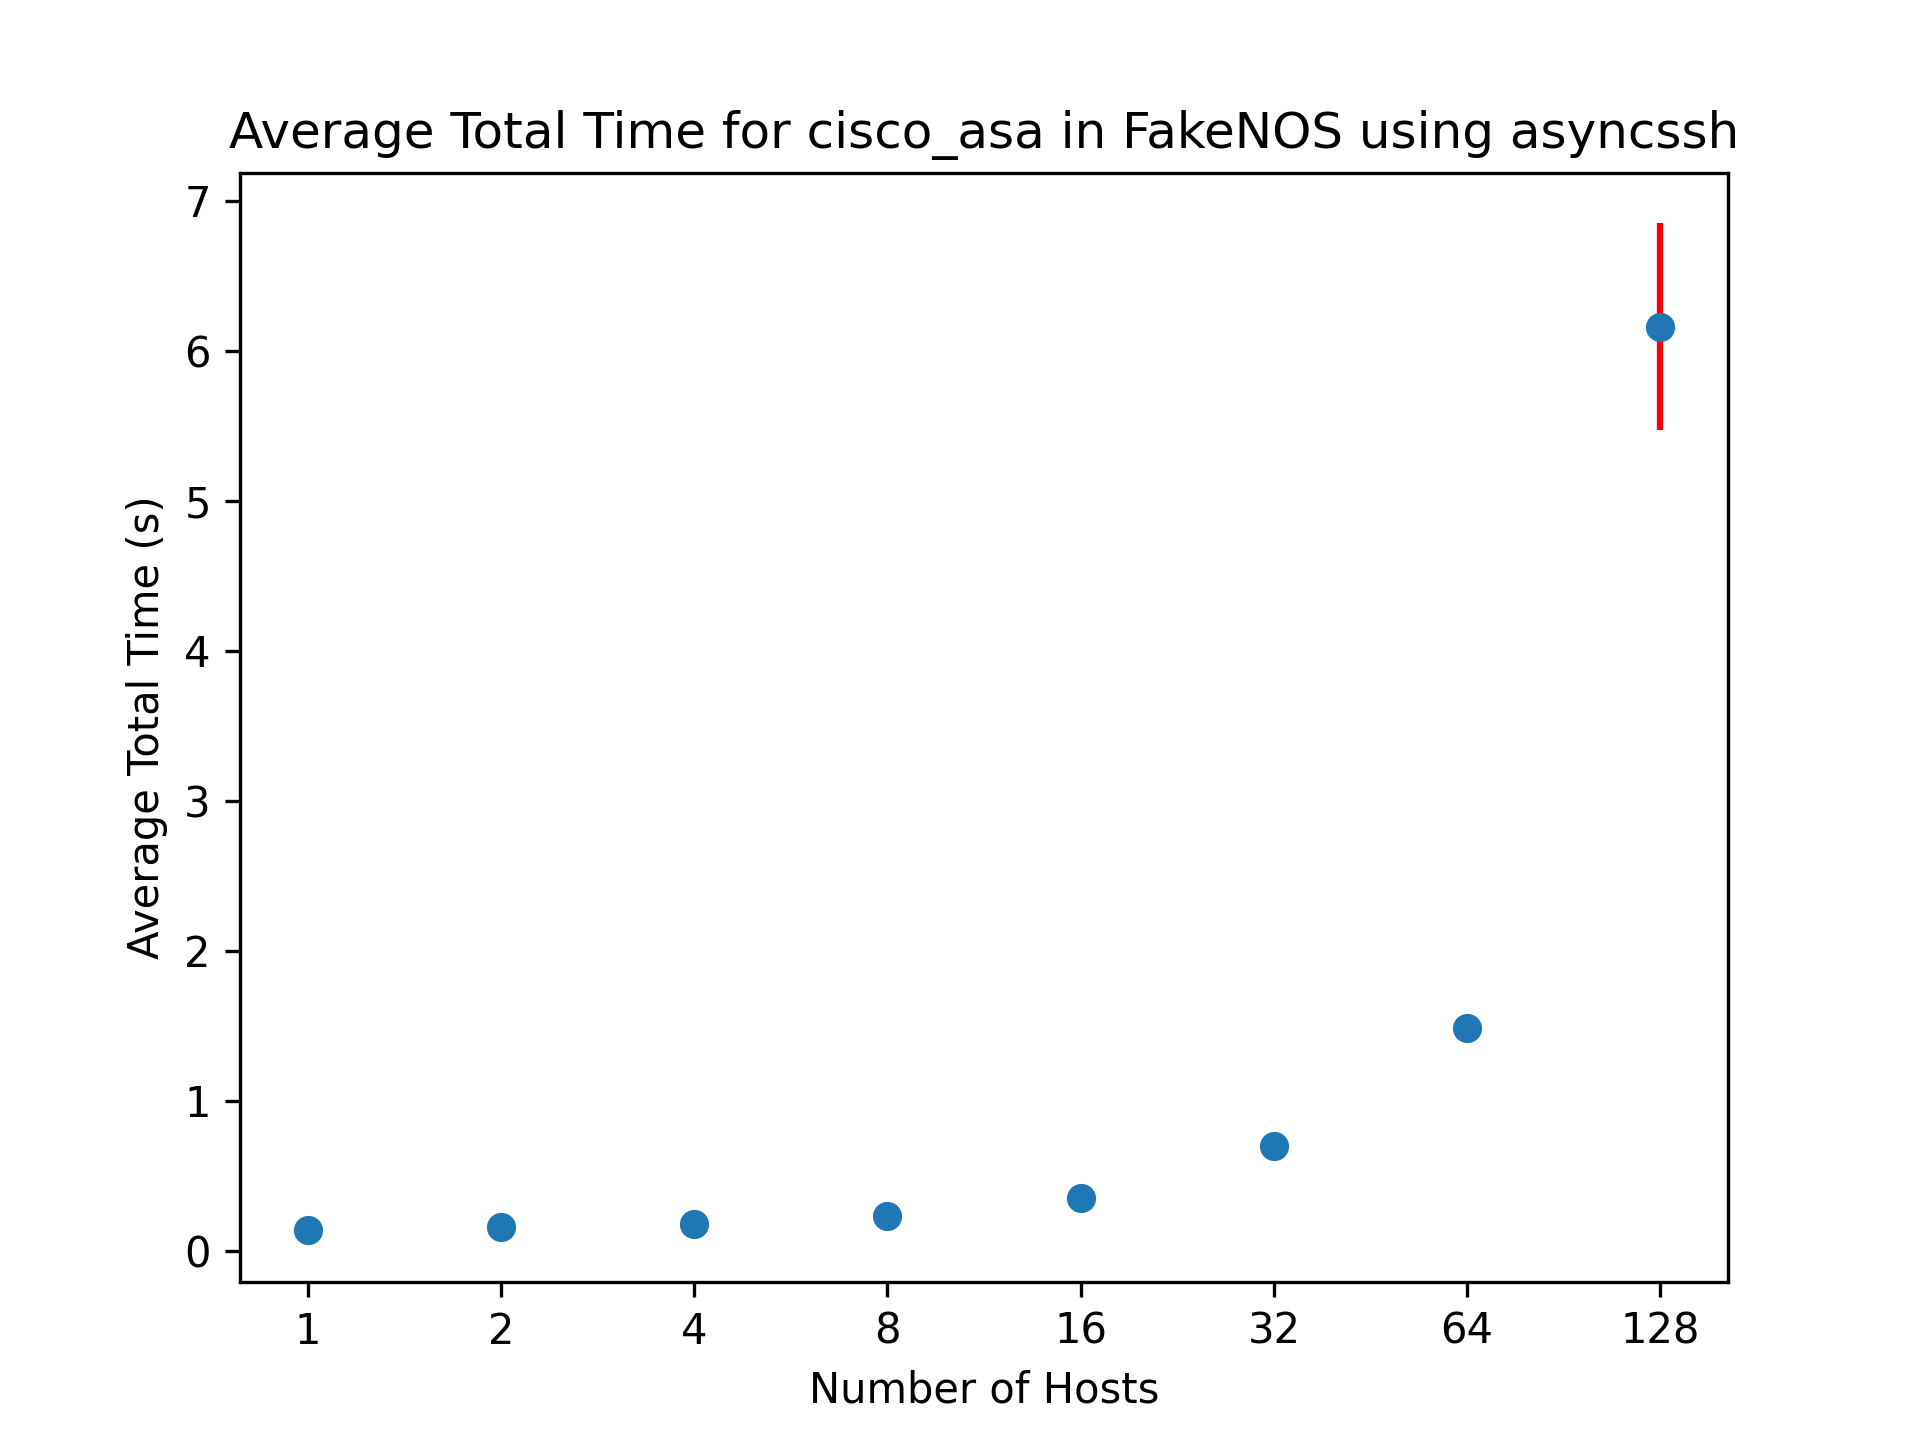 Average Total Time for cisco_asa in FakeNOS using asyncssh
Average Total Time (s)
7
6
5
4
3
2
1
0
1 2 4 8 16 32 64 128
Number of Hosts